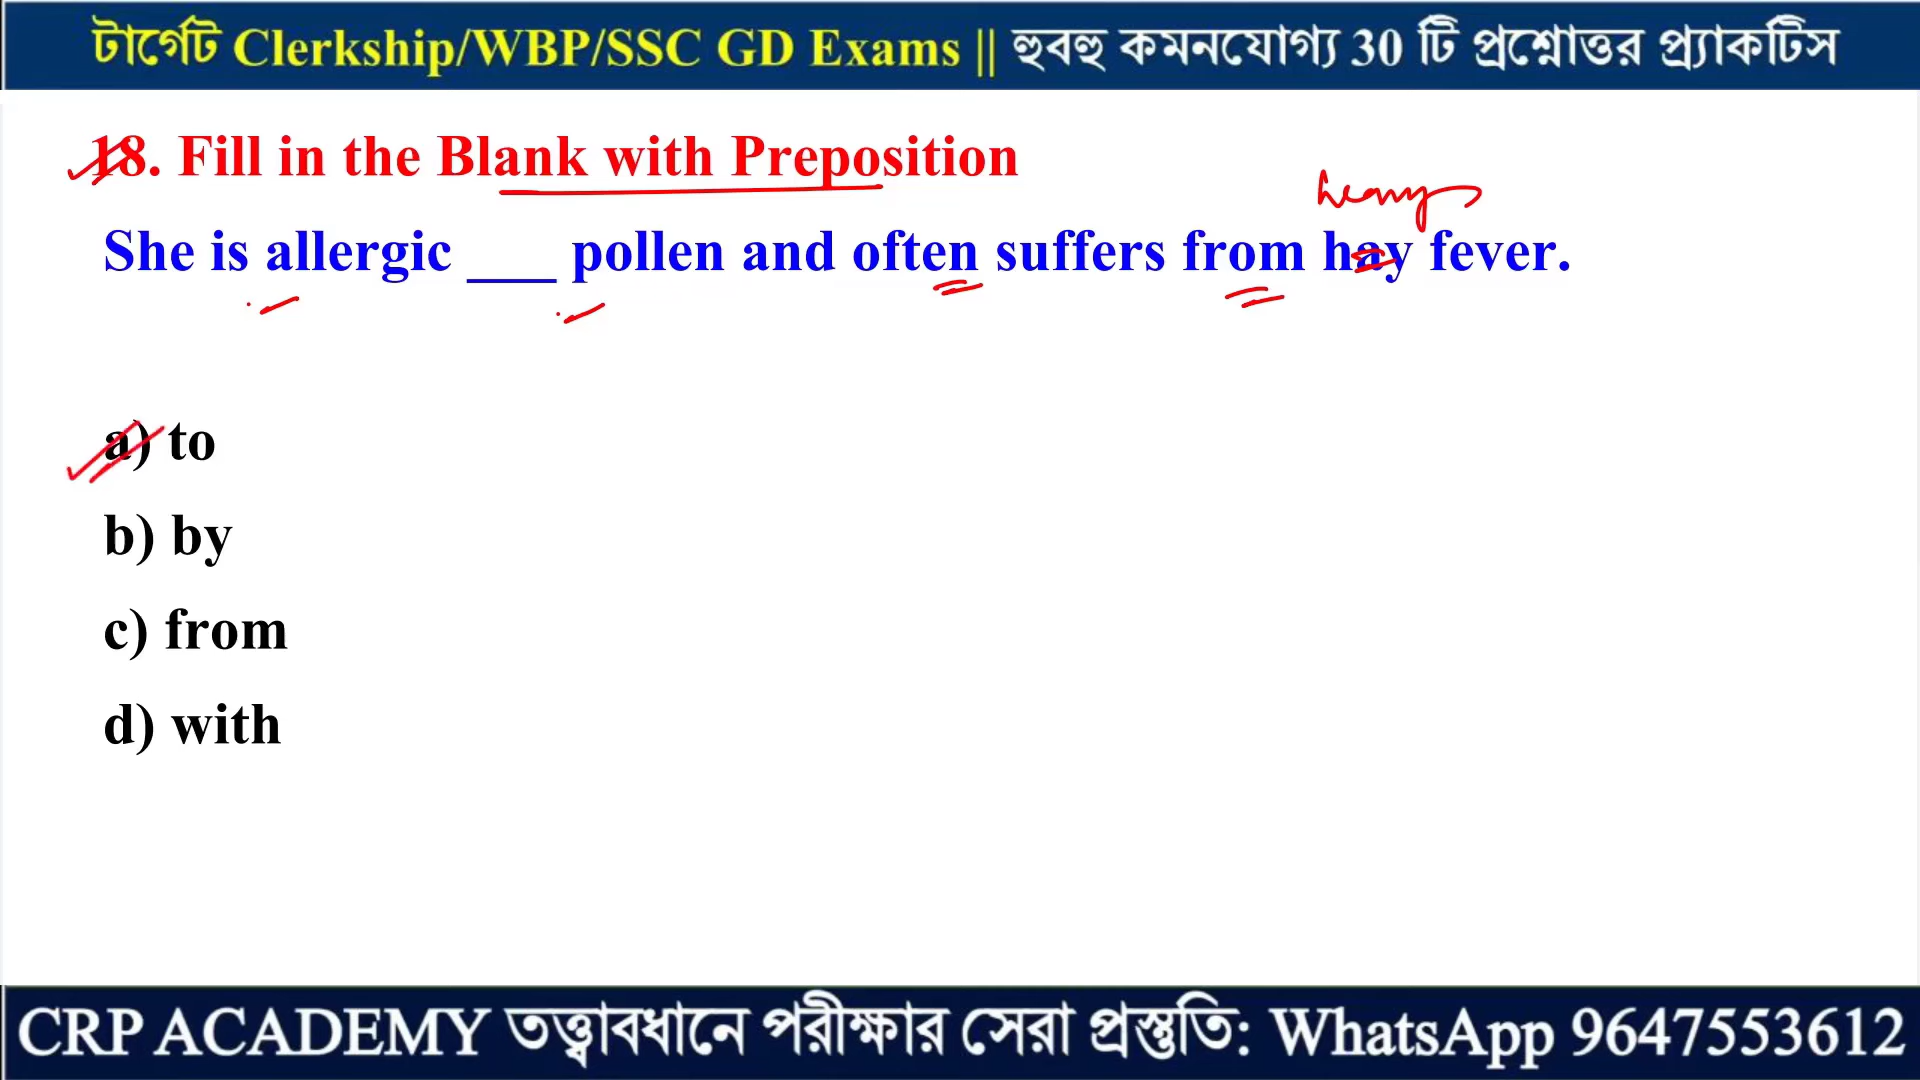 টার্গেট Clerkship/WBP/SSC GD Exams || হুবহু কমনযোগ্য 30 টি প্রশ্নোত্তর প্র্যাকটিস
18. Fill in the Blank with Preposition
heavy
She is allergic ___ pollen and often suffers from hay fever.
a) to
b) by
c) from
d) with
CRP ACADEMY তত্ত্বাবধানে পরীক্ষার সেরা প্রস্তুতি: WhatsApp 9647553612